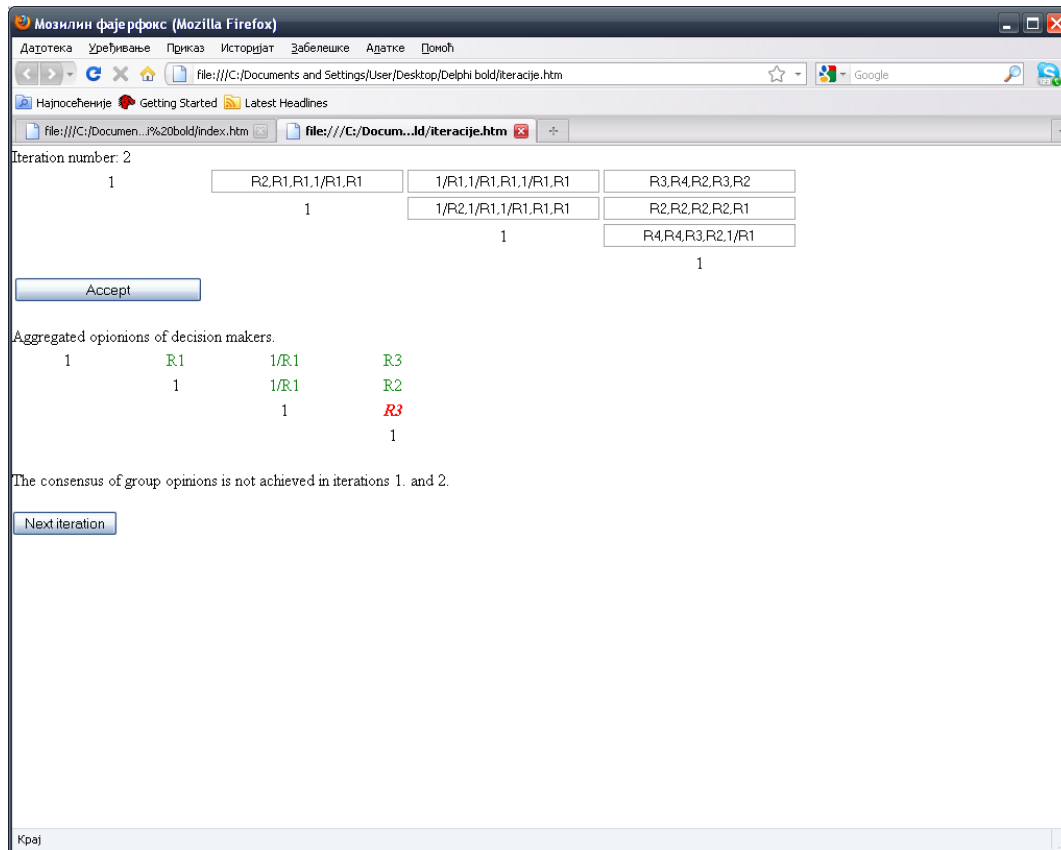 Мозилин фајерфокс (Mozilla Firefox)
Датотека Уређивање Приказ Историјат Забелешке Алатке Помоћ
file:///C:/Documents and Settings/User/Desktop/Delphi bold/iteracije.htm Google
Најпосећеније Getting Started Latest Headlines
file:///C:/Documen...i%20bold/index.htm file:///C:/Docum...ld/iteracije.htm
Iteration number: 2
1 R2,R1,R1,1/R1,R1 1/R1,1/R1,R1,1/R1,R1 R3,R4,R2,R3,R2
1 1/R2,1/R1,1/R1,R1,R1 R2,R2,R2,R2,R1
1 R4,R4,R3,R2,1/R1
1
Accept
Aggregated opionions of decision makers.
1 R1 1/R1 R3
1 1/R1 R2
1 R3
1
The consensus of group opinions is not achieved in iterations 1. and 2.
Next iteration
Крај